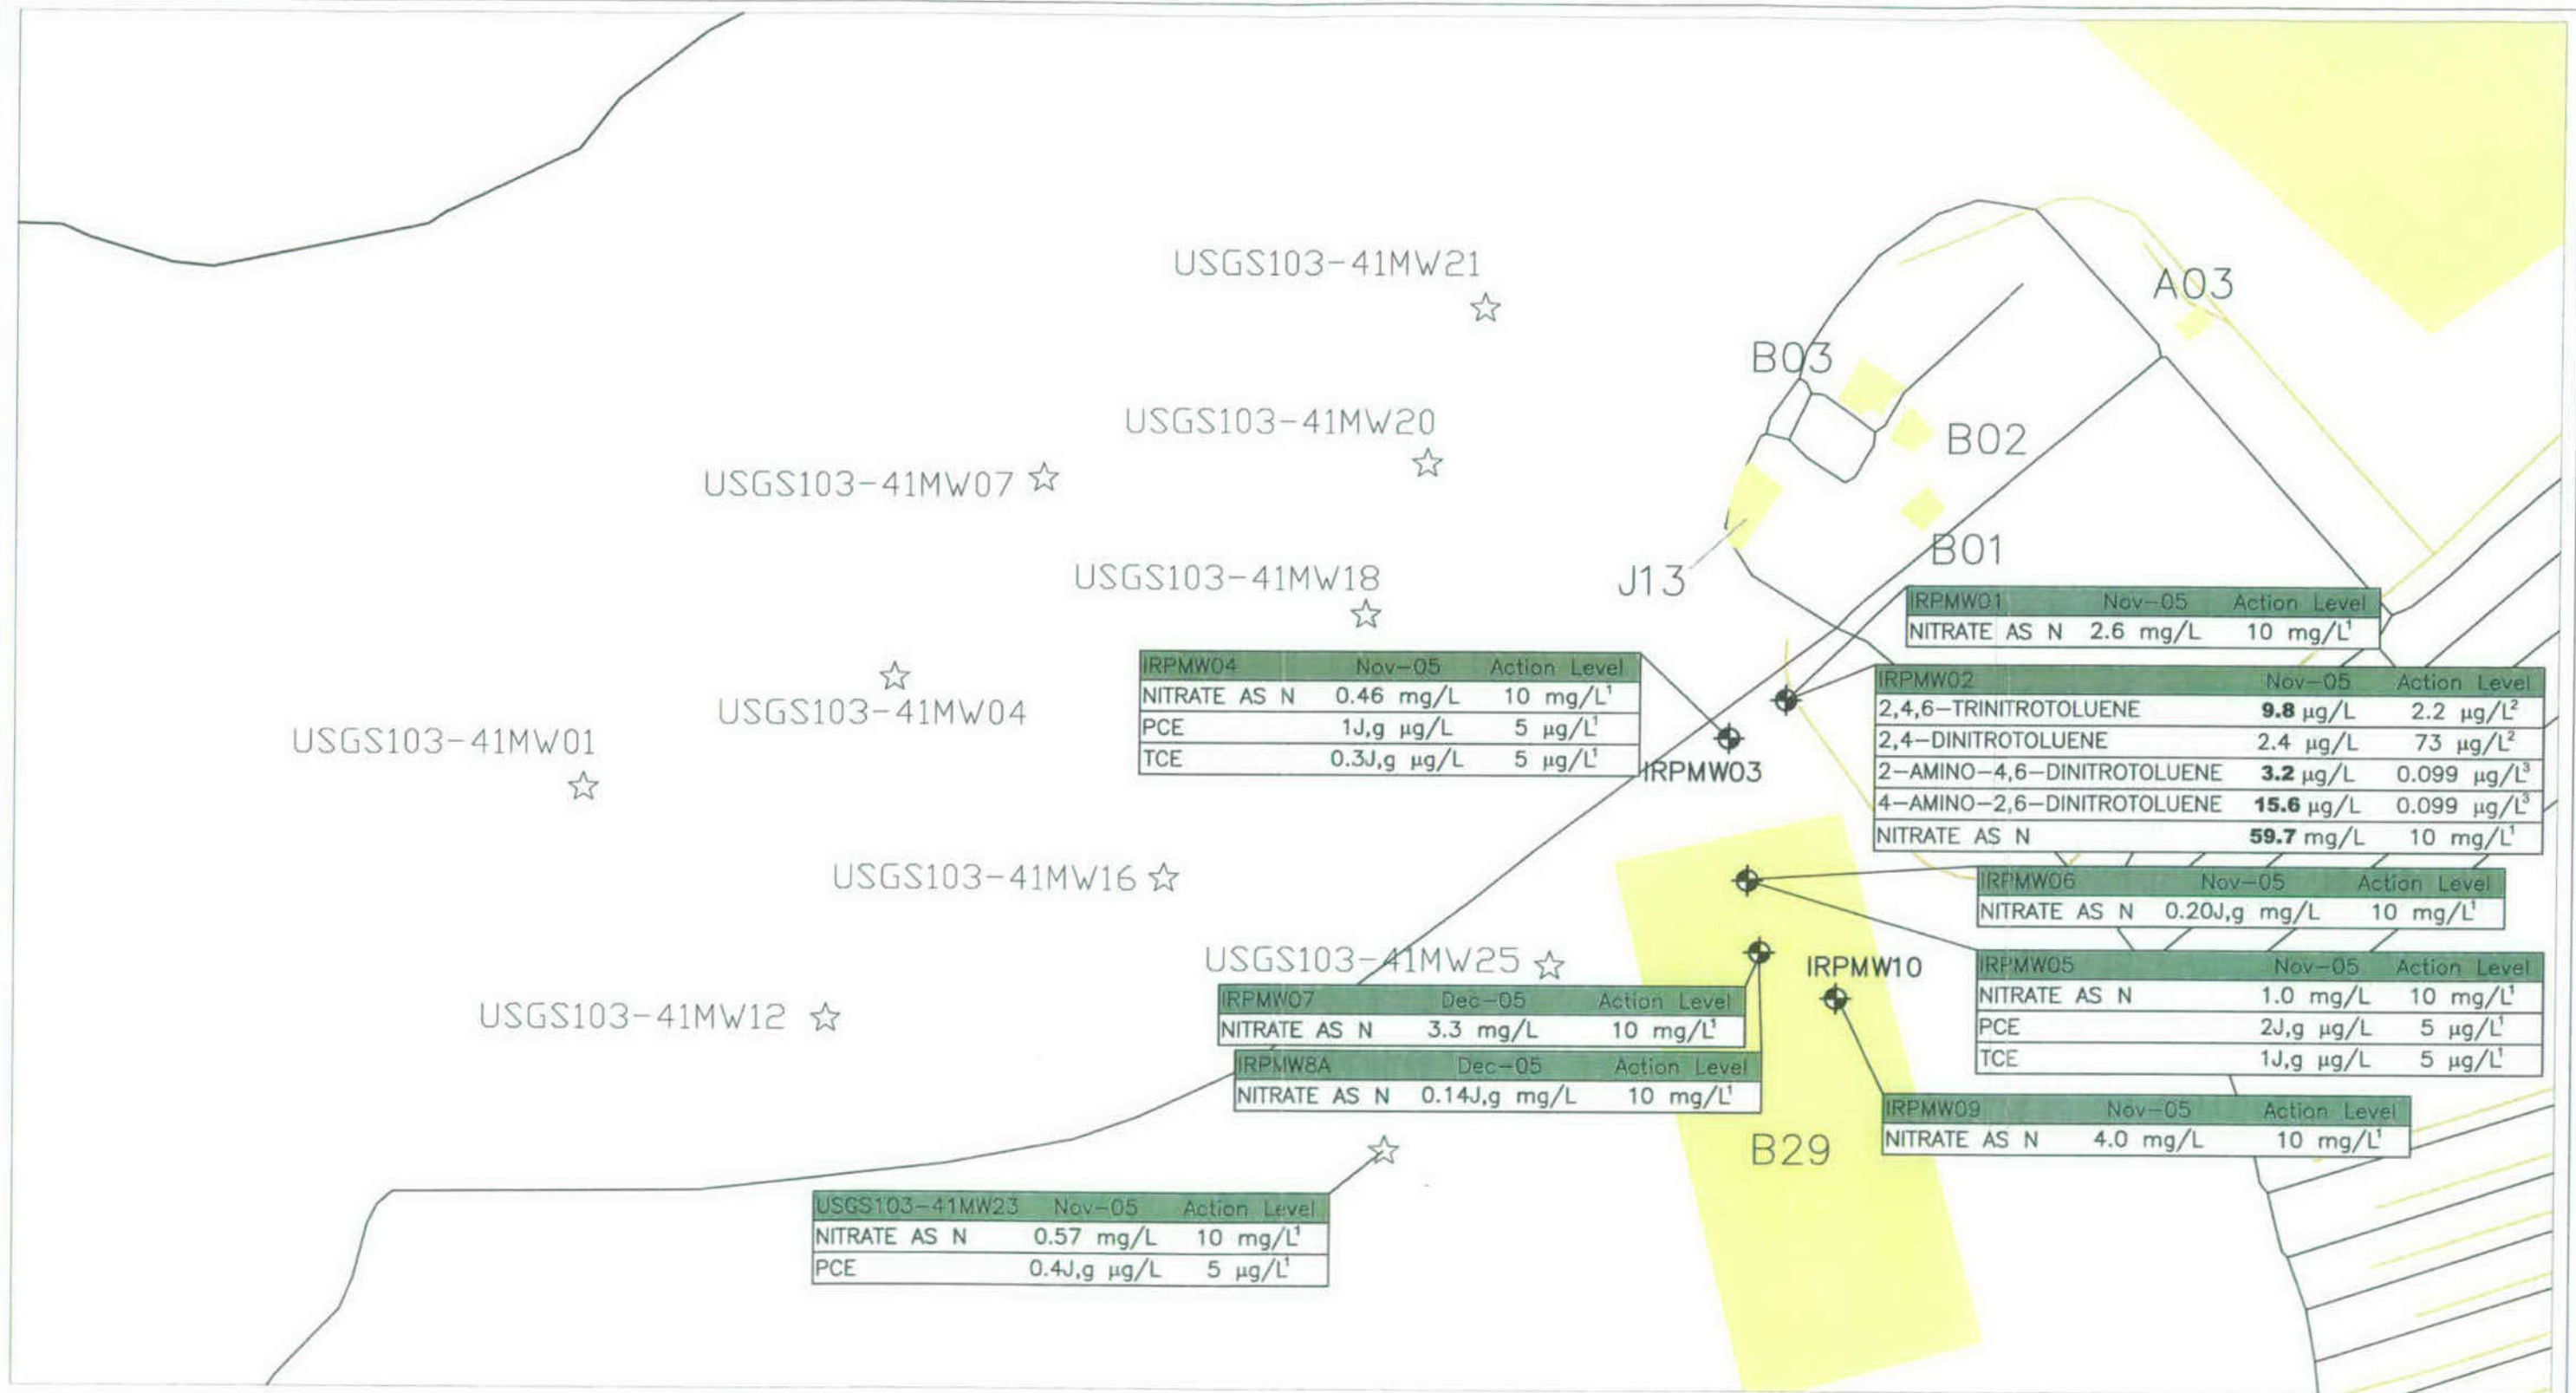 USGS103-41MW21
A03
B03
USGS103-41MW20
B02
USGS103-41MW07
B01
USGS103-41MW18
J13
IRPMW01 Nov-05 Action Level
NITRATE AS N 2.6 mg/L 10 mg/L¹
IRPMW04 Nov-05 Action Level
NITRATE AS N 0.46 mg/L 10 mg/L¹
PCE 1J,g µg/L 5 µg/L¹
TCE 0.3J,g µg/L 5 µg/L¹
IRPMW02 Nov-05 Action Level
2,4,6-TRINITROTOLUENE 9.8 µg/L 2.2 µg/L²
2,4-DINITROTOLUENE 2.4 µg/L 73 µg/L²
2-AMINO-4,6-DINITROTOLUENE 3.2 µg/L 0.099 µg/L³
4-AMINO-2,6-DINITROTOLUENE 15.6 µg/L 0.099 µg/L³
NITRATE AS N 59.7 mg/L 10 mg/L¹
USGS103-41MW04
USGS103-41MW01
IRPMW03
USGS103-41MW16
IRPMW06 Nov-05 Action Level
NITRATE AS N 0.20J,g mg/L 10 mg/L¹
USGS103-41MW25
IRPMW10
IRPMW05 Nov-05 Action Level
NITRATE AS N 1.0 mg/L 10 mg/L¹
PCE 2J,g µg/L 5 µg/L¹
TCE 1J,g µg/L 5 µg/L¹
IRPMW07 Dec-05 Action Level
NITRATE AS N 3.3 mg/L 10 mg/L¹
USGS103-41MW12
IRPMW8A Dec-05 Action Level
NITRATE AS N 0.14J,g mg/L 10 mg/L¹
IRPMW09 Nov-05 Action Level
NITRATE AS N 4.0 mg/L 10 mg/L¹
B29
USGS103-41MW23 Nov-05 Action Level
NITRATE AS N 0.57 mg/L 10 mg/L¹
PCE 0.4J,g µg/L 5 µg/L¹